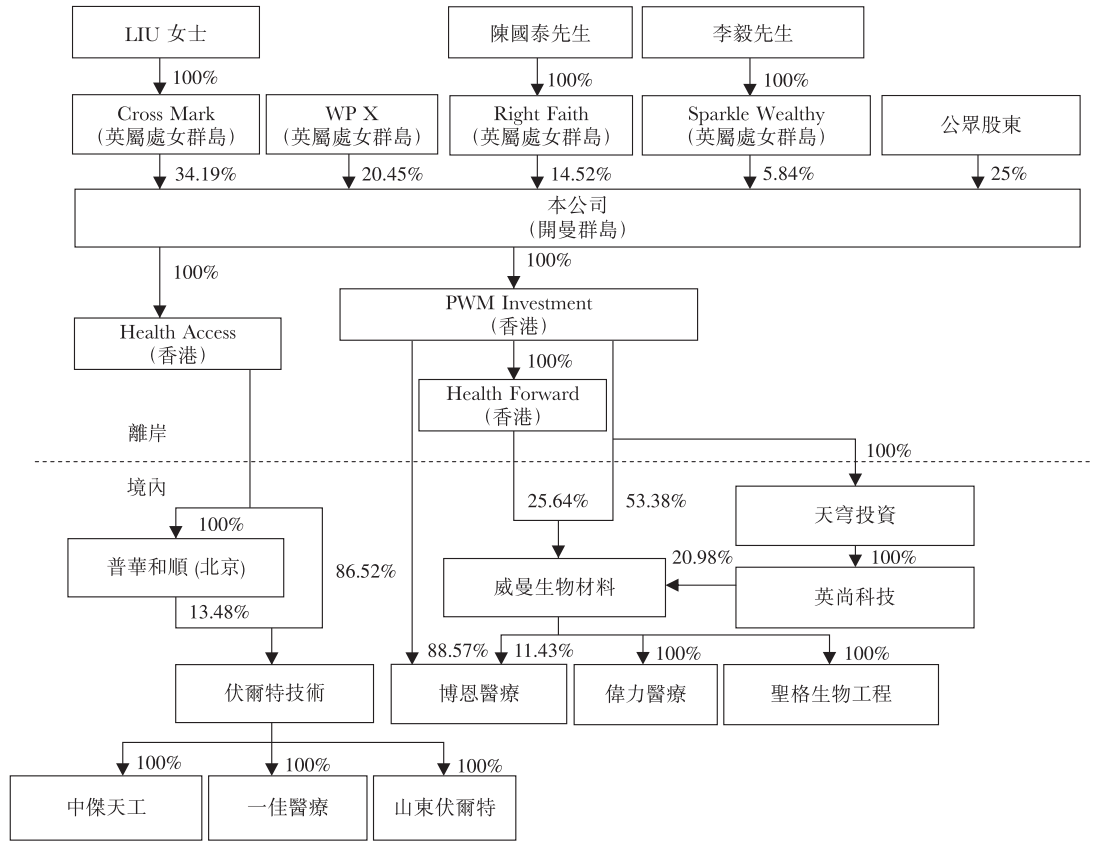 LIU 女士
陳國泰先生
李毅先生
100%
100%
100%
Cross Mark
(英屬處女群島)
WP X
(英屬處女群島)
Right Faith
(英屬處女群島)
Sparkle Wealthy
(英屬處女群島)
公眾股東
34.19%
20.45%
14.52%
5.84%
25%
本公司
(開曼群島)
100%
100%
PWM Investment
(香港)
Health Access
(香港)
100%
Health Forward
(香港)
離岸
100%
境內
25.64%
53.38%
天穹投資
100%
普華和順 (北京)
86.52%
20.98%
100%
威曼生物材料
英尚科技
13.48%
88.57%
11.43%
100%
100%
伏爾特技術
博恩醫療
偉力醫療
聖格生物工程
100%
100%
100%
中傑天工
一佳醫療
山東伏爾特